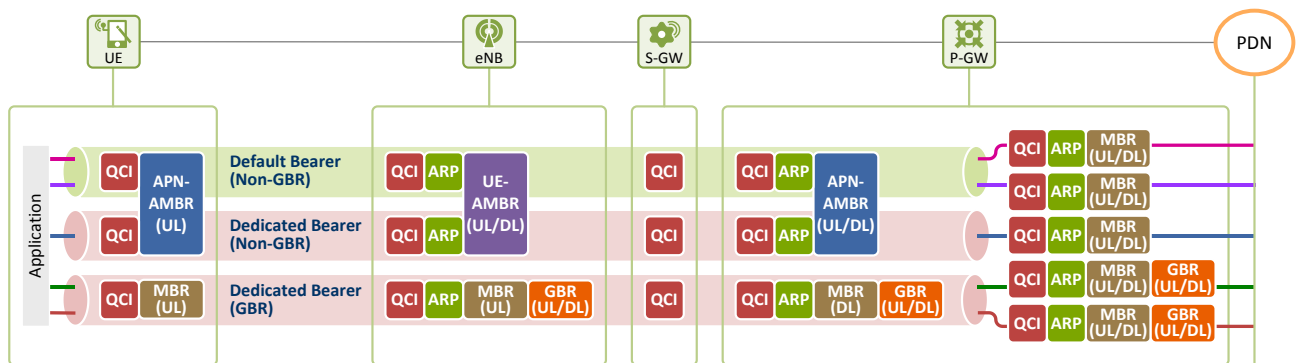 UE
eNB
S-GW
P-GW
PDN
Application
QCI
APN-
AMBR
(UL)
Default Bearer
(Non-GBR)
QCI
ARP
UE-
AMBR
(UL/DL)
QCI
QCI
ARP
APN-
AMBR
(UL/DL)
QCI
ARP
MBR
(UL/DL)
QCI
ARP
MBR
(UL/DL)
QCI
Dedicated Bearer
(Non-GBR)
QCI
ARP
QCI
QCI
ARP
QCI
ARP
MBR
(UL/DL)
QCI
MBR
(UL)
Dedicated Bearer
(GBR)
QCI
ARP
MBR
(UL)
GBR
(UL/DL)
QCI
QCI
ARP
MBR
(DL)
GBR
(UL/DL)
QCI
ARP
MBR
(UL/DL)
GBR
(UL/DL)
QCI
ARP
MBR
(UL/DL)
GBR
(UL/DL)